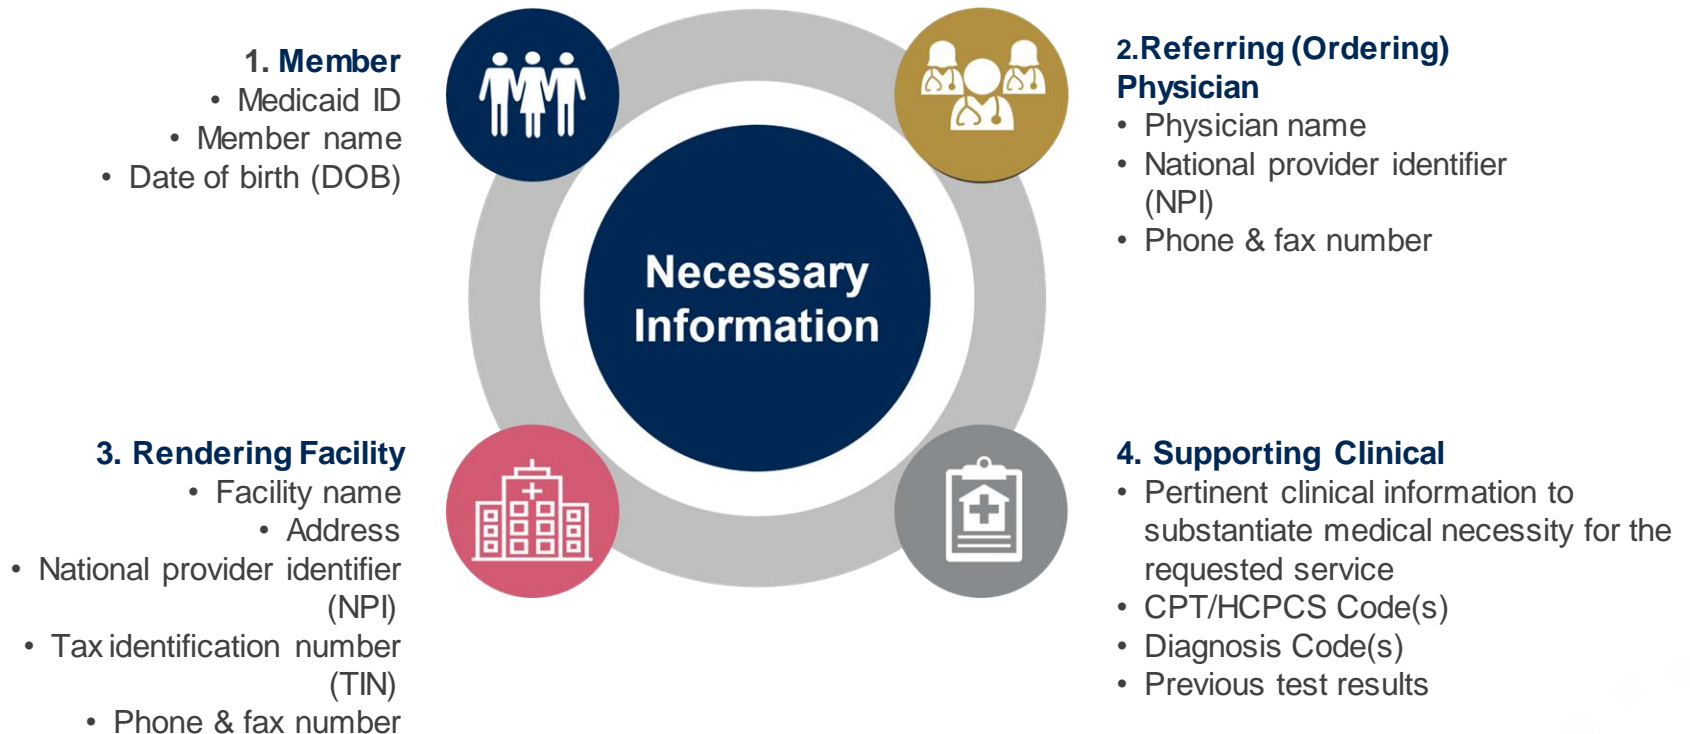 1. Member
• Medicaid ID
• Member name
• Date of birth (DOB)
2.Referring (Ordering)
Physician
• Physician name
• National provider identifier
(NPI)
• Phone & fax number
Necessary
Information
3. Rendering Facility
• Facility name
• Address
• National provider identifier
(NPI)
• Tax identification number
(TIN)
• Phone & fax number
4. Supporting Clinical
• Pertinent clinical information to
substantiate medical necessity for the
requested service
• CPT/HCPCS Code(s)
• Diagnosis Code(s)
• Previous test results